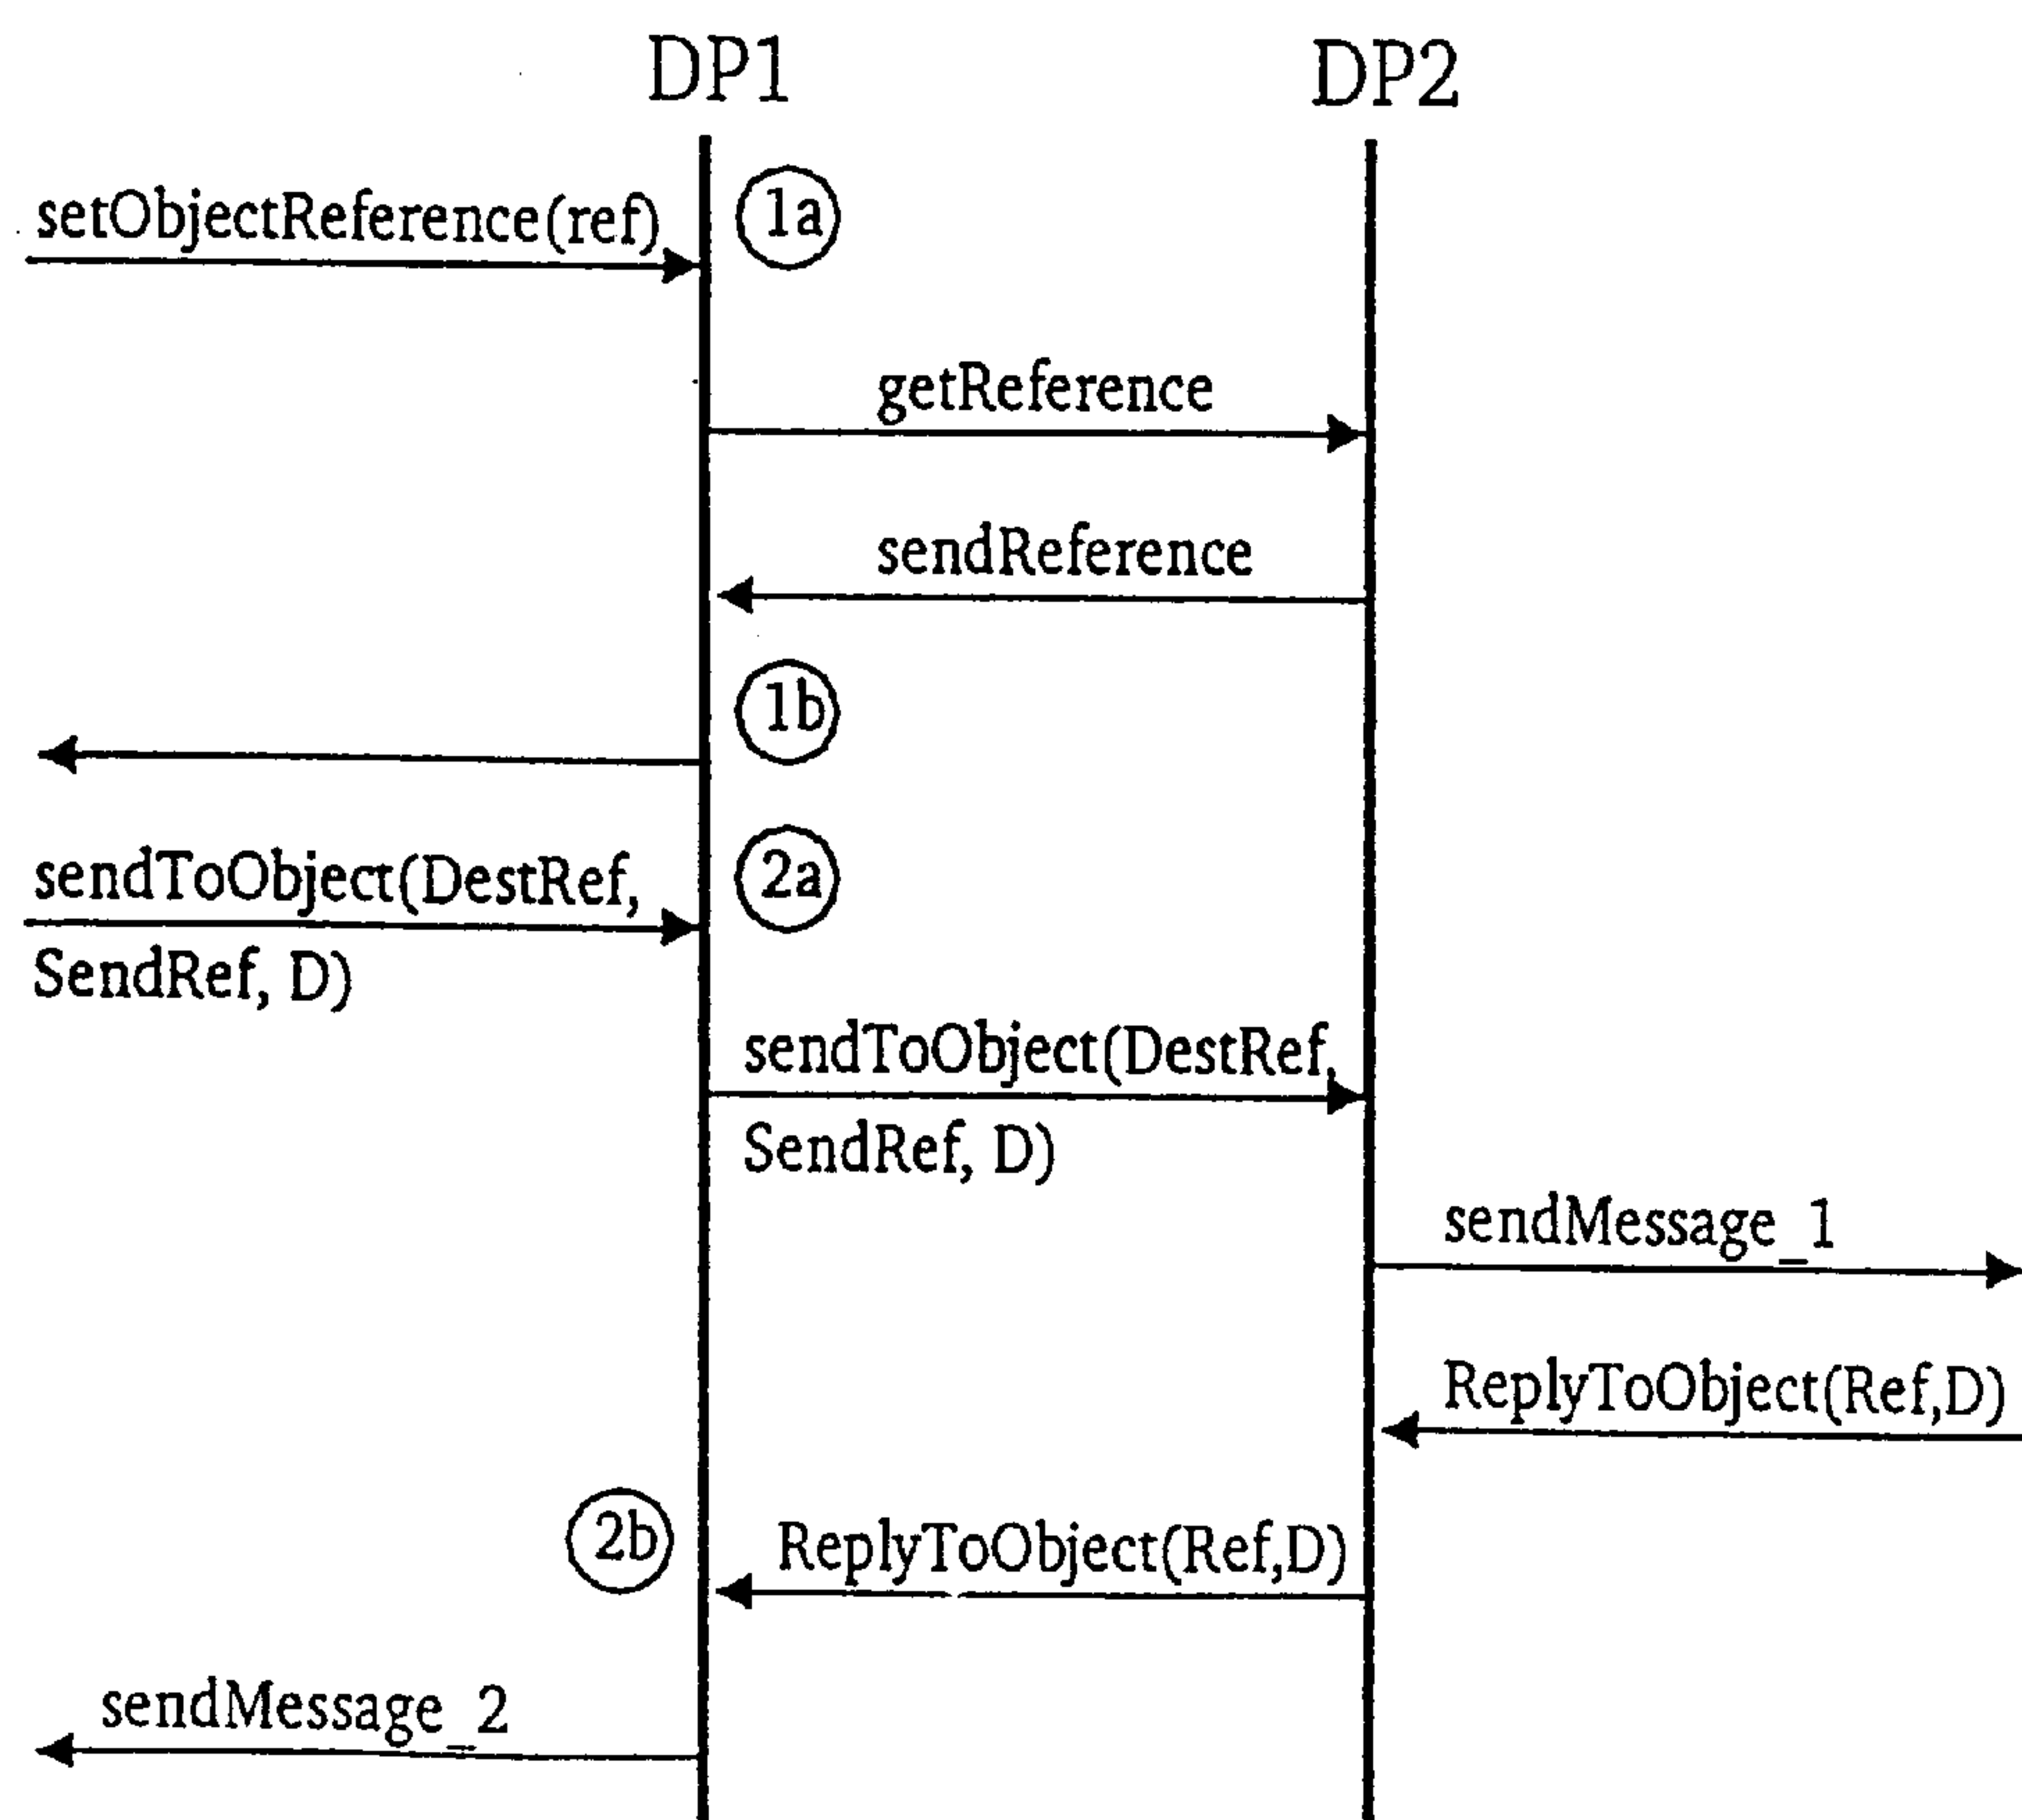 DP1
DP2
setObjectReference(ref)
1a
getReference
sendReference
1b
sendToObject(DestRef,
2a
SendRef, D)
sendToObject(DestRef,
SendRef, D)
sendMessage_1
ReplyToObject(Ref,D)
2b
ReplyToObject(Ref,D)
sendMessage_2